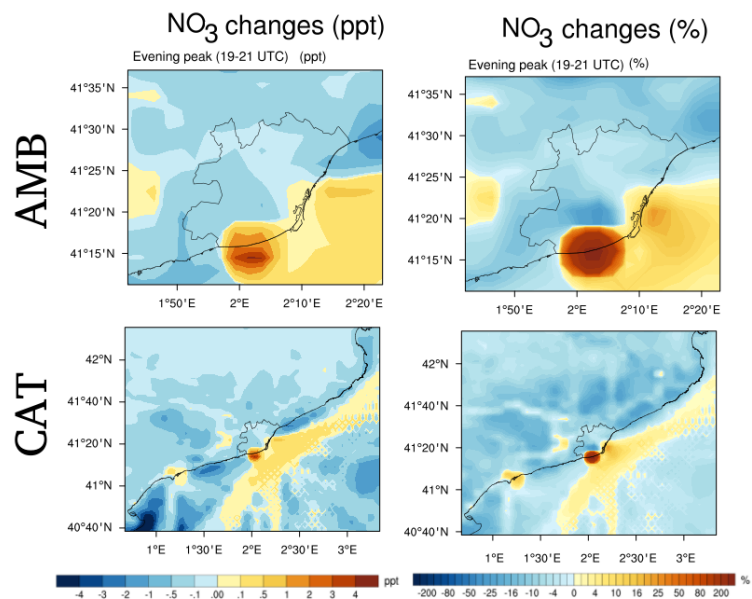 NO3 changes (ppt)
NO3 changes (%)
Evening peak (19-21 UTC) (ppt)
Evening peak (19-21 UTC) (%)
AMB
41°35'N
41°30'N
41°25'N
41°20'N
41°15'N
1°50'E 2°E 2°10'E 2°20'E
41°35'N
41°30'N
41°25'N
41°20'N
41°15'N
1°50'E 2°E 2°10'E 2°20'E
CAT
42°N
41°40'N
41°20'N
41°N
40°40'N
1°E 1°30'E 2°E 2°30'E 3°E
42°N
41°40'N
41°20'N
41°N
40°40'N
1°E 1°30'E 2°E 2°30'E 3°E
-4 -3 -2 -1 -.5 -.1 .00 .1 .5 1 2 3 4 ppt
-200 -80 -50 -25 -16 -10 -4 0 4 10 16 25 50 80 200 %